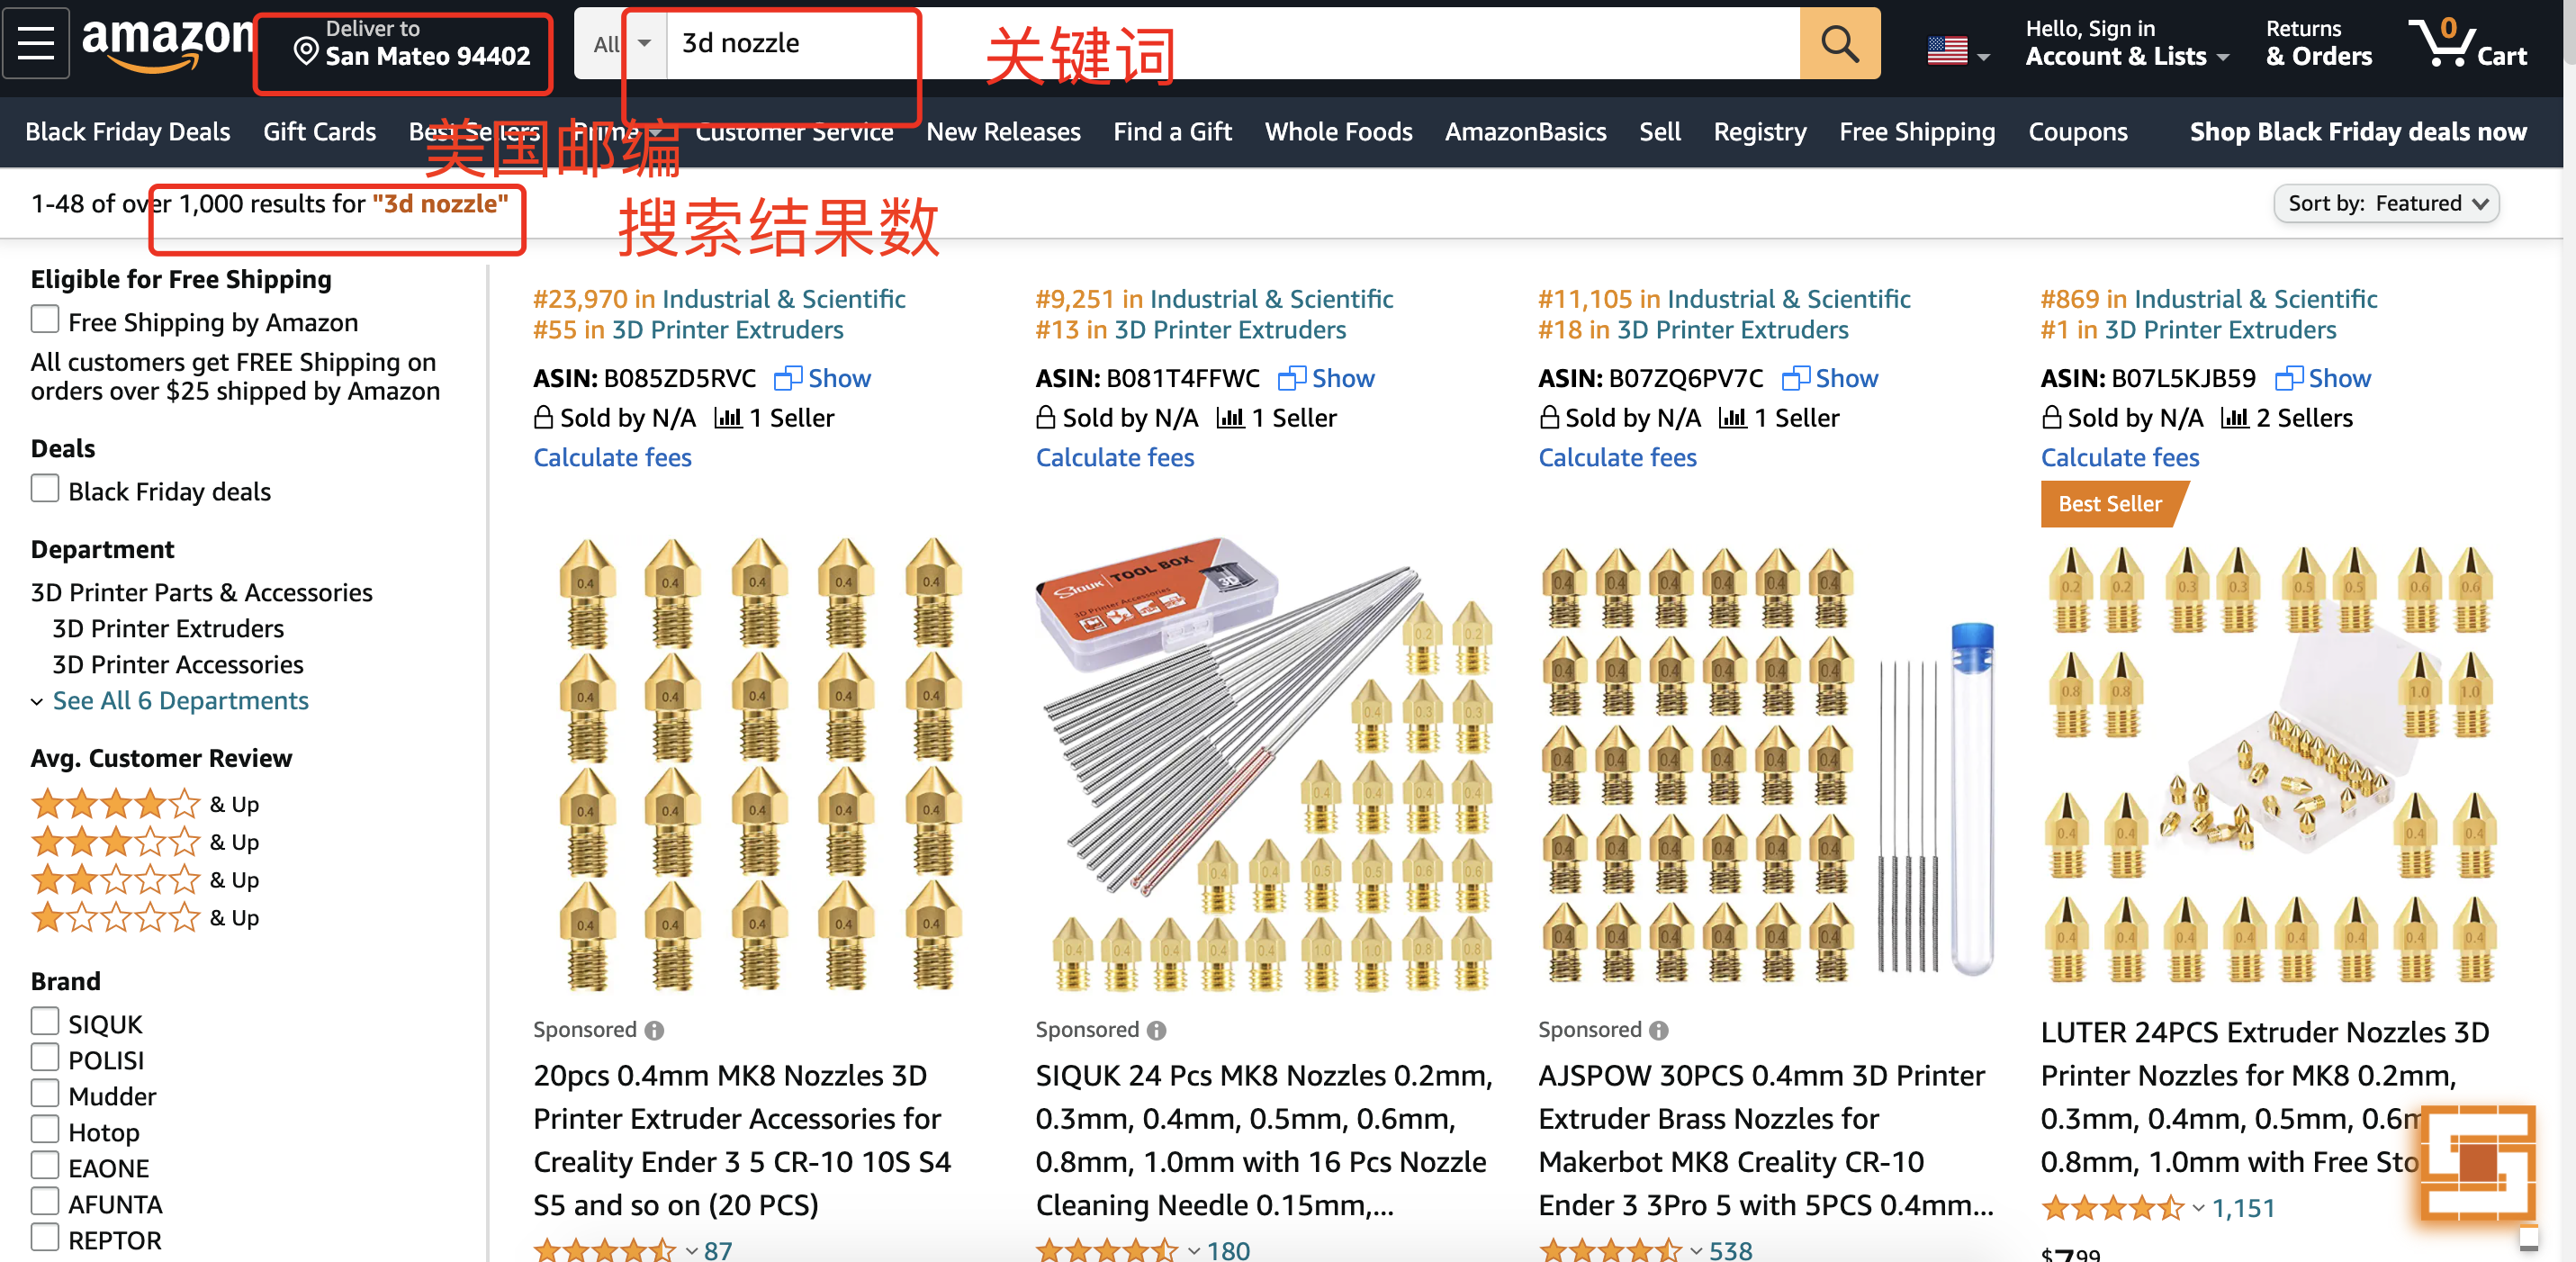 amazon
Deliver to
San Mateo 94402
All
3d nozzle
关键词
Hello, Sign in
Account & Lists
Returns
& Orders
0
Cart
Black Friday Deals
Gift Cards
Best Sellers
Prime
Customer Service
New Releases
Find a Gift
Whole Foods
AmazonBasics
Sell
Registry
Free Shipping
Coupons
Shop Black Friday deals now
美国邮编
1-48 of over 1,000 results for "3d nozzle"
搜索结果数
Sort by: Featured
Eligible for Free Shipping
Free Shipping by Amazon
All customers get FREE Shipping on
orders over $25 shipped by Amazon
Deals
Black Friday deals
Department
3D Printer Parts & Accessories
3D Printer Extruders
3D Printer Accessories
See All 6 Departments
Avg. Customer Review
& Up
& Up
& Up
& Up
Brand
SIQUK
POLISI
Mudder
Hotop
EAONE
AFUNTA
REPTOR
#23,970 in Industrial & Scientific
#55 in 3D Printer Extruders
ASIN: B085ZD5RVC Show
Sold by N/A 1 Seller
Calculate fees
Sponsored
20pcs 0.4mm MK8 Nozzles 3D
Printer Extruder Accessories for
Creality Ender 3 5 CR-10 10S S4
S5 and so on (20 PCS)
87
#9,251 in Industrial & Scientific
#13 in 3D Printer Extruders
ASIN: B081T4FFWC Show
Sold by N/A 1 Seller
Calculate fees
SIQUK TOOL BOX
3D Printer Accessories
Sponsored
SIQUK 24 Pcs MK8 Nozzles 0.2mm,
0.3mm, 0.4mm, 0.5mm, 0.6mm,
0.8mm, 1.0mm with 16 Pcs Nozzle
Cleaning Needle 0.15mm,...
180
#11,105 in Industrial & Scientific
#18 in 3D Printer Extruders
ASIN: B07ZQ6PV7C Show
Sold by N/A 1 Seller
Calculate fees
Sponsored
AJSPOW 30PCS 0.4mm 3D Printer
Extruder Brass Nozzles for
Makerbot MK8 Creality CR-10
Ender 3 3Pro 5 with 5PCS 0.4mm...
538
#869 in Industrial & Scientific
#1 in 3D Printer Extruders
ASIN: B07L5KJB59 Show
Sold by N/A 2 Sellers
Calculate fees
Best Seller
LUTER 24PCS Extruder Nozzles 3D
Printer Nozzles for MK8 0.2mm,
0.3mm, 0.4mm, 0.5mm, 0.6m
0.8mm, 1.0mm with Free Sto
1,151
$7.99